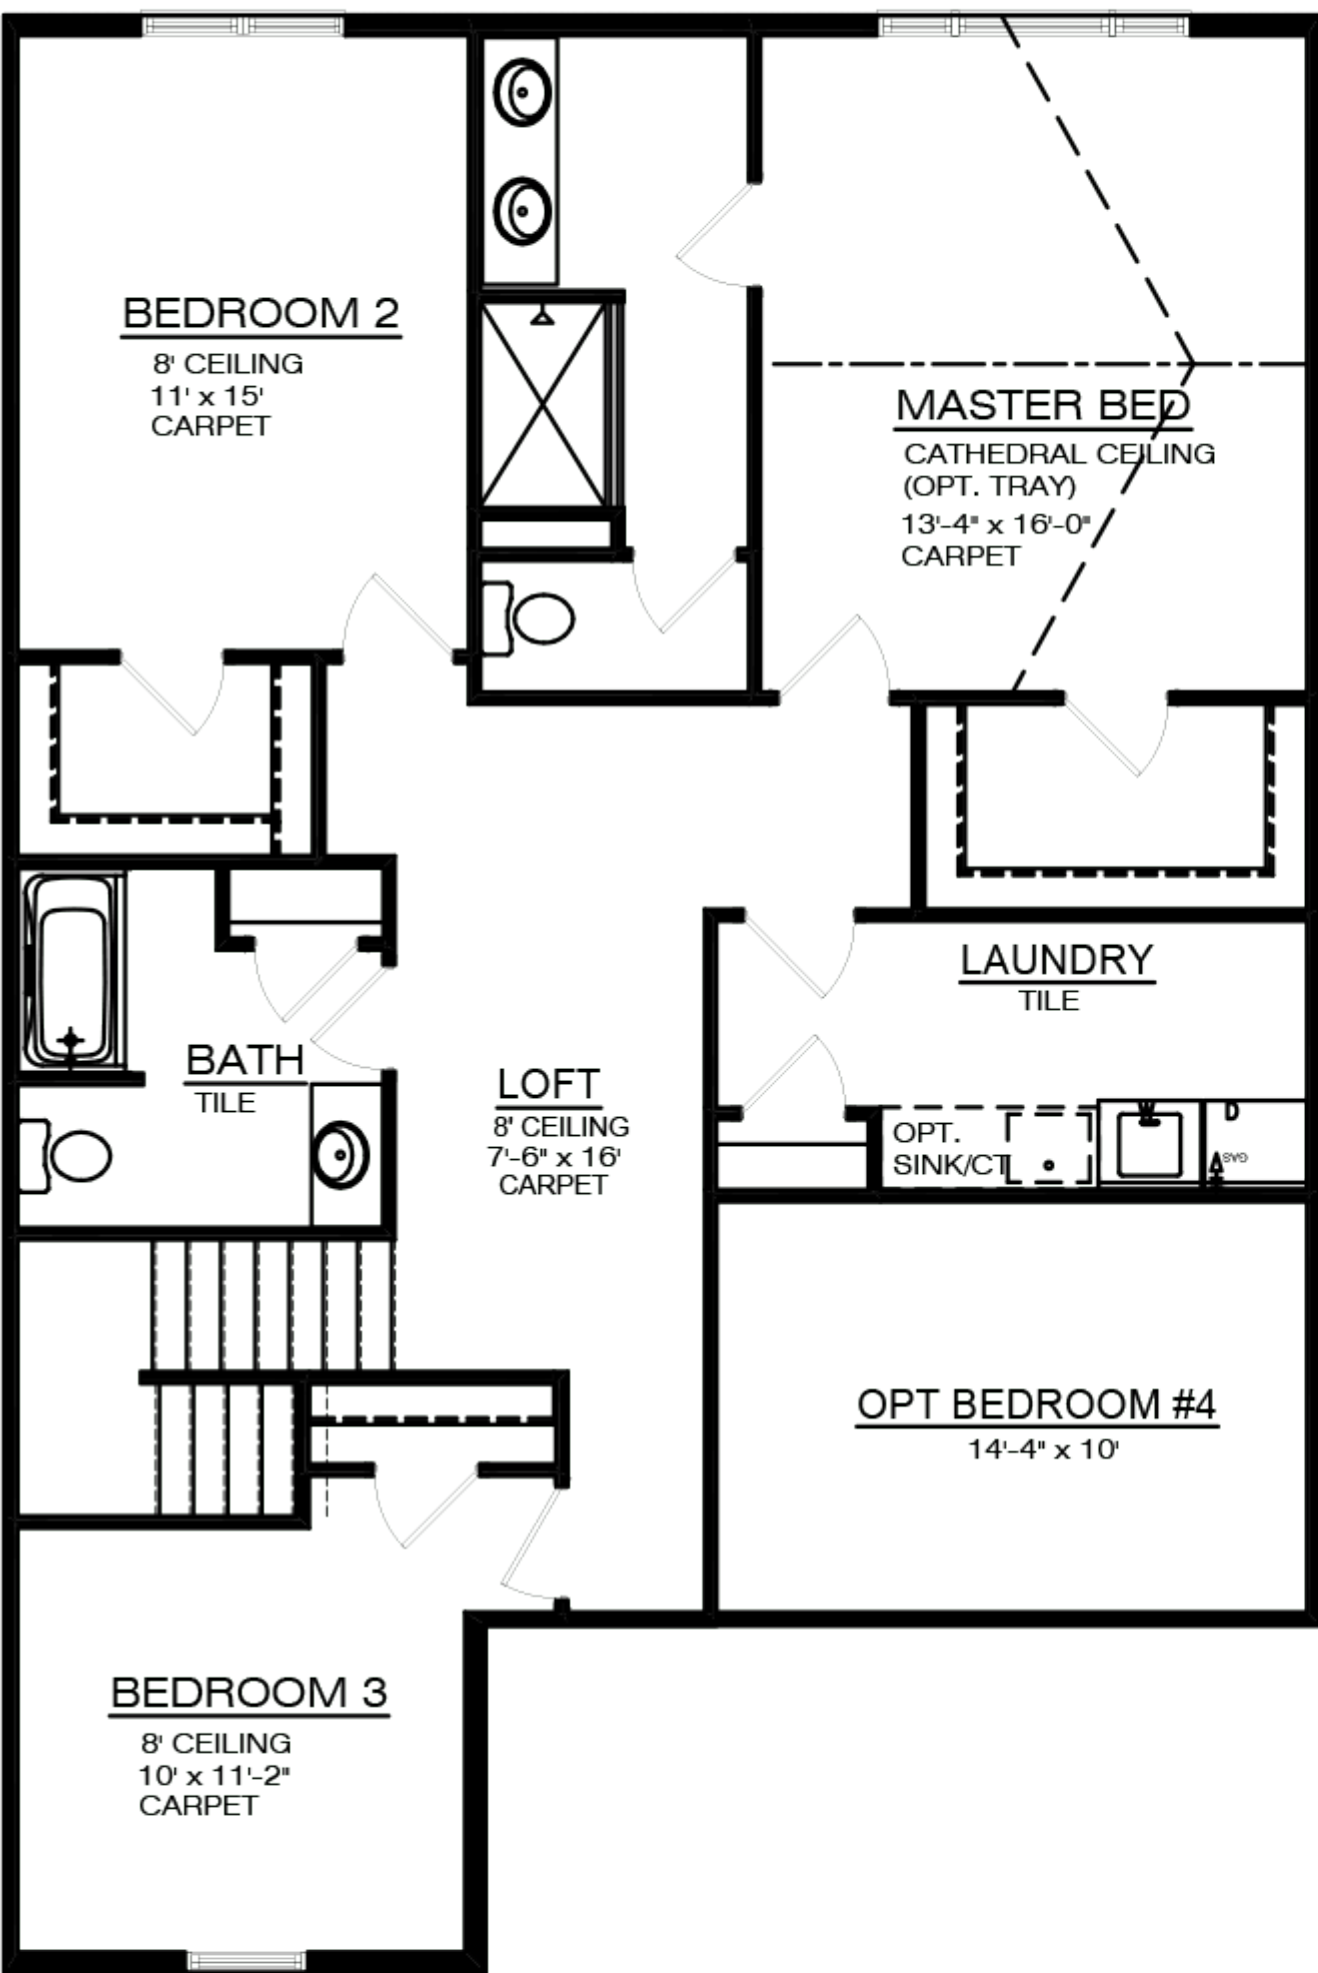 BEDROOM 2
8' CEILING
11' x 15'
CARPET
MASTER BED
CATHEDRAL CEILING
(OPT. TRAY)
13'-4" x 16'-0"
CARPET
LAUNDRY
TILE
BATH
TILE
LOFT
8' CEILING
7'-6" x 16'
CARPET
OPT.
SINK/CT
W
D
GAS
OPT BEDROOM #4
14'-4" x 10'
BEDROOM 3
8' CEILING
10' x 11'-2"
CARPET